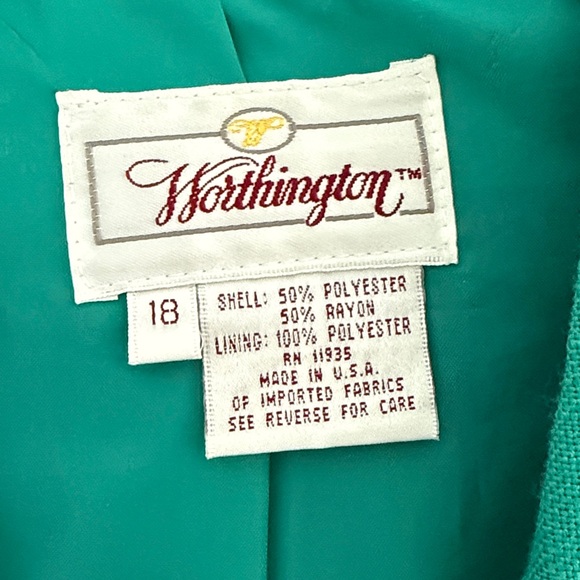 Worthington™
18
SHELL: 50% POLYESTER
50% RAYON
LINING: 100% POLYESTER
RN 11935
MADE IN U.S.A.
OF IMPORTED FABRICS
SEE REVERSE FOR CARE